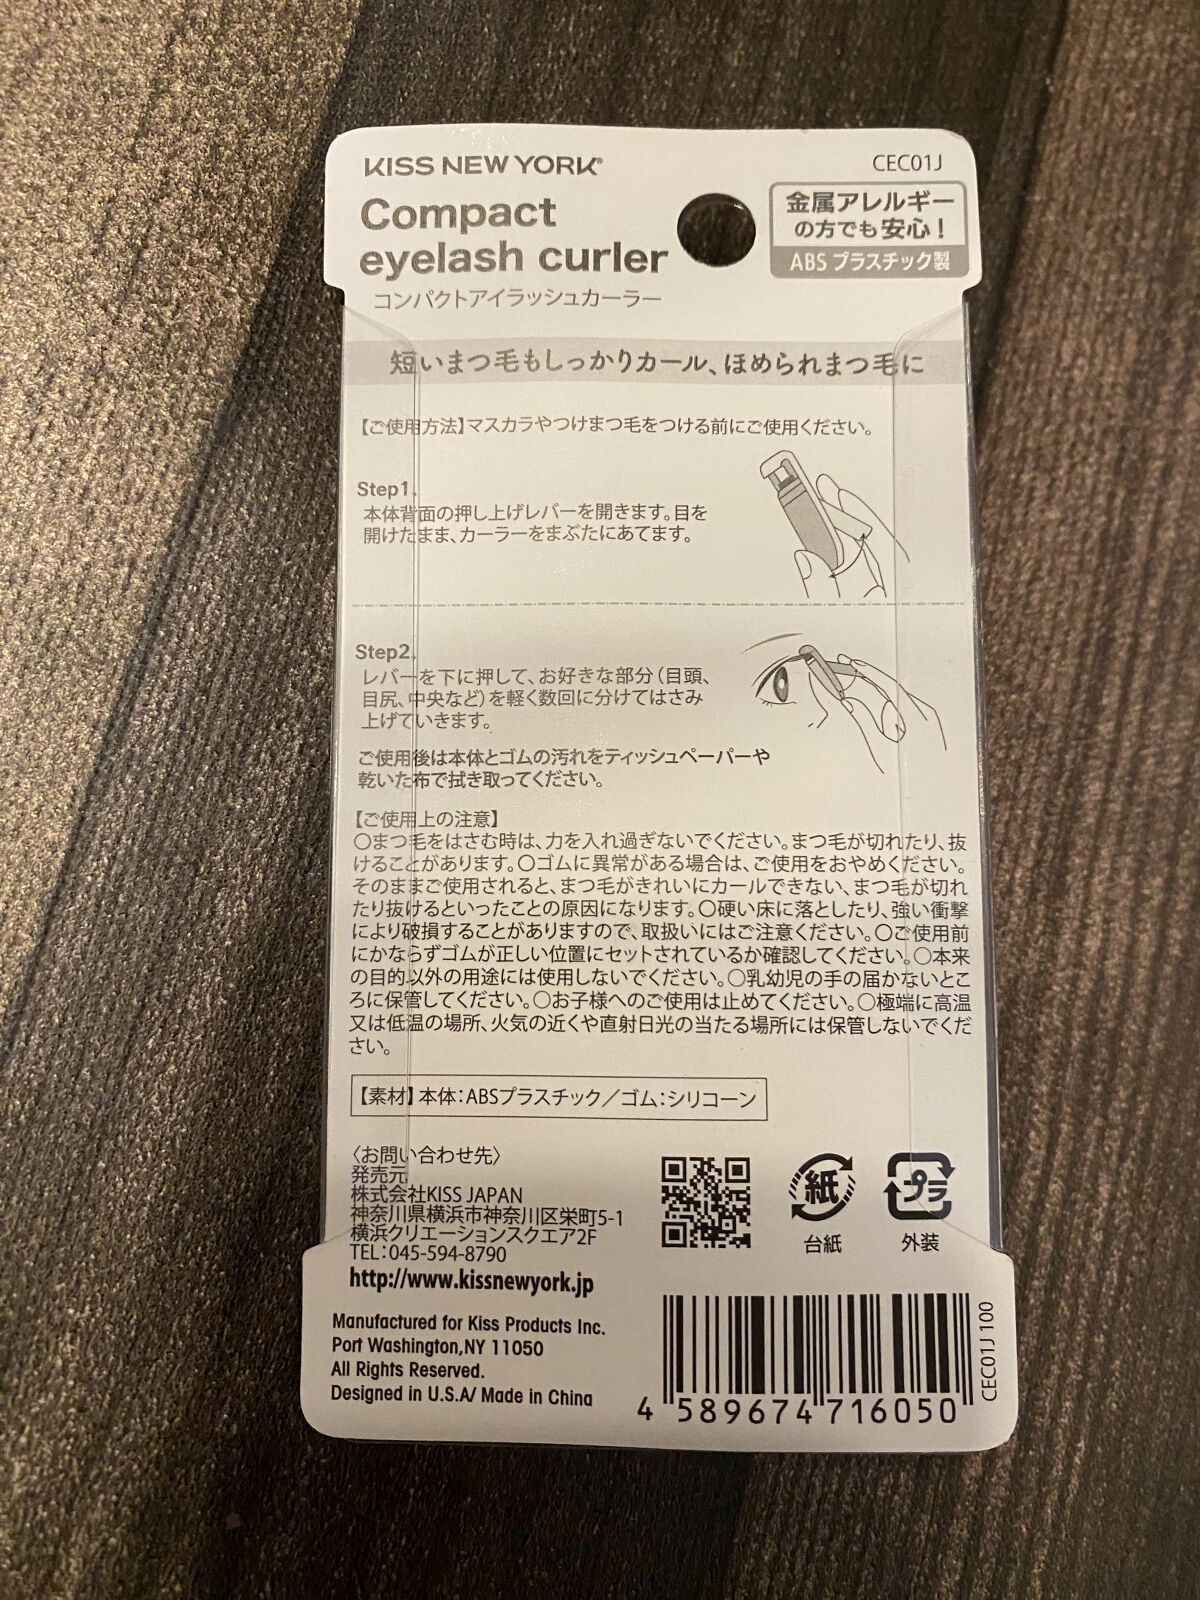 KISS NEW YORK®
CEC01J
Compact
eyelash curler
コンパクトアイラッシュカーラー
金属アレルギー
の方でも安心！
ABS プラスチック製
短いまつ毛もしっかりカール、ほめられまつ毛に
【ご使用方法】マスカラやつけまつ毛をつける前にご使用ください。
Step1.
本体背面の押し上げレバーを開きます。目を
開けたまま、カーラーをまぶたにあてます。
Step2.
レバーを下に押して、お好きな部分（目頭、
目尻、中央など）を軽く数回に分けてはさみ
上げていきます。
ご使用後は本体とゴムの汚れをティッシュペーパーや
乾いた布で拭き取ってください。
【ご使用上の注意】
○まつ毛をはさむ時は、力を入れ過ぎないでください。まつ毛が切れたり、抜
けることがあります。○ゴムに異常がある場合は、ご使用をおやめください。
そのままご使用されると、まつ毛がきれいにカールできない、まつ毛が切れ
たり抜けるといったことの原因になります。○硬い床に落としたり、強い衝撃
により破損することがありますので、取扱いにはご注意ください。○ご使用前
にかならずゴムが正しい位置にセットされているか確認してください。○本来
の目的以外の用途には使用しないでください。○乳幼児の手の届かないとこ
ろに保管してください。○お子様へのご使用は止めてください。○極端に高温
又は低温の場所、火気の近くや直射日光の当たる場所には保管しないでくだ
さい。
【素材】本体：ABSプラスチック／ゴム：シリコーン
〈お問い合わせ先〉
発売元
株式会社KISS JAPAN
神奈川県横浜市神奈川区栄町5-1
横浜クリエーションスクエア2F
TEL：045-594-8790
http://www.kissnewyork.jp
紙
台紙
プラ
外装
Manufactured for Kiss Products Inc.
Port Washington,NY 11050
All Rights Reserved.
Designed in U.S.A/ Made in China
4 589674 716050
CEC01J 100